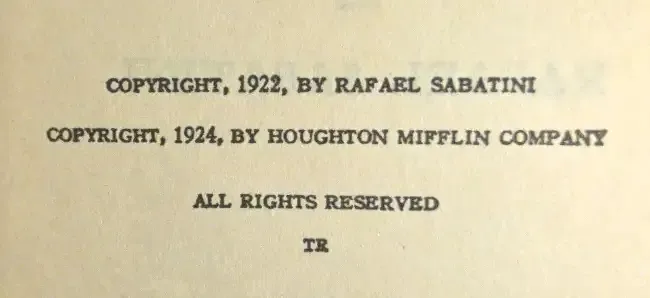 COPYRIGHT, 1922, BY RAFAEL SABATINI
COPYRIGHT, 1924, BY HOUGHTON MIFFLIN COMPANY
ALL RIGHTS RESERVED
TR